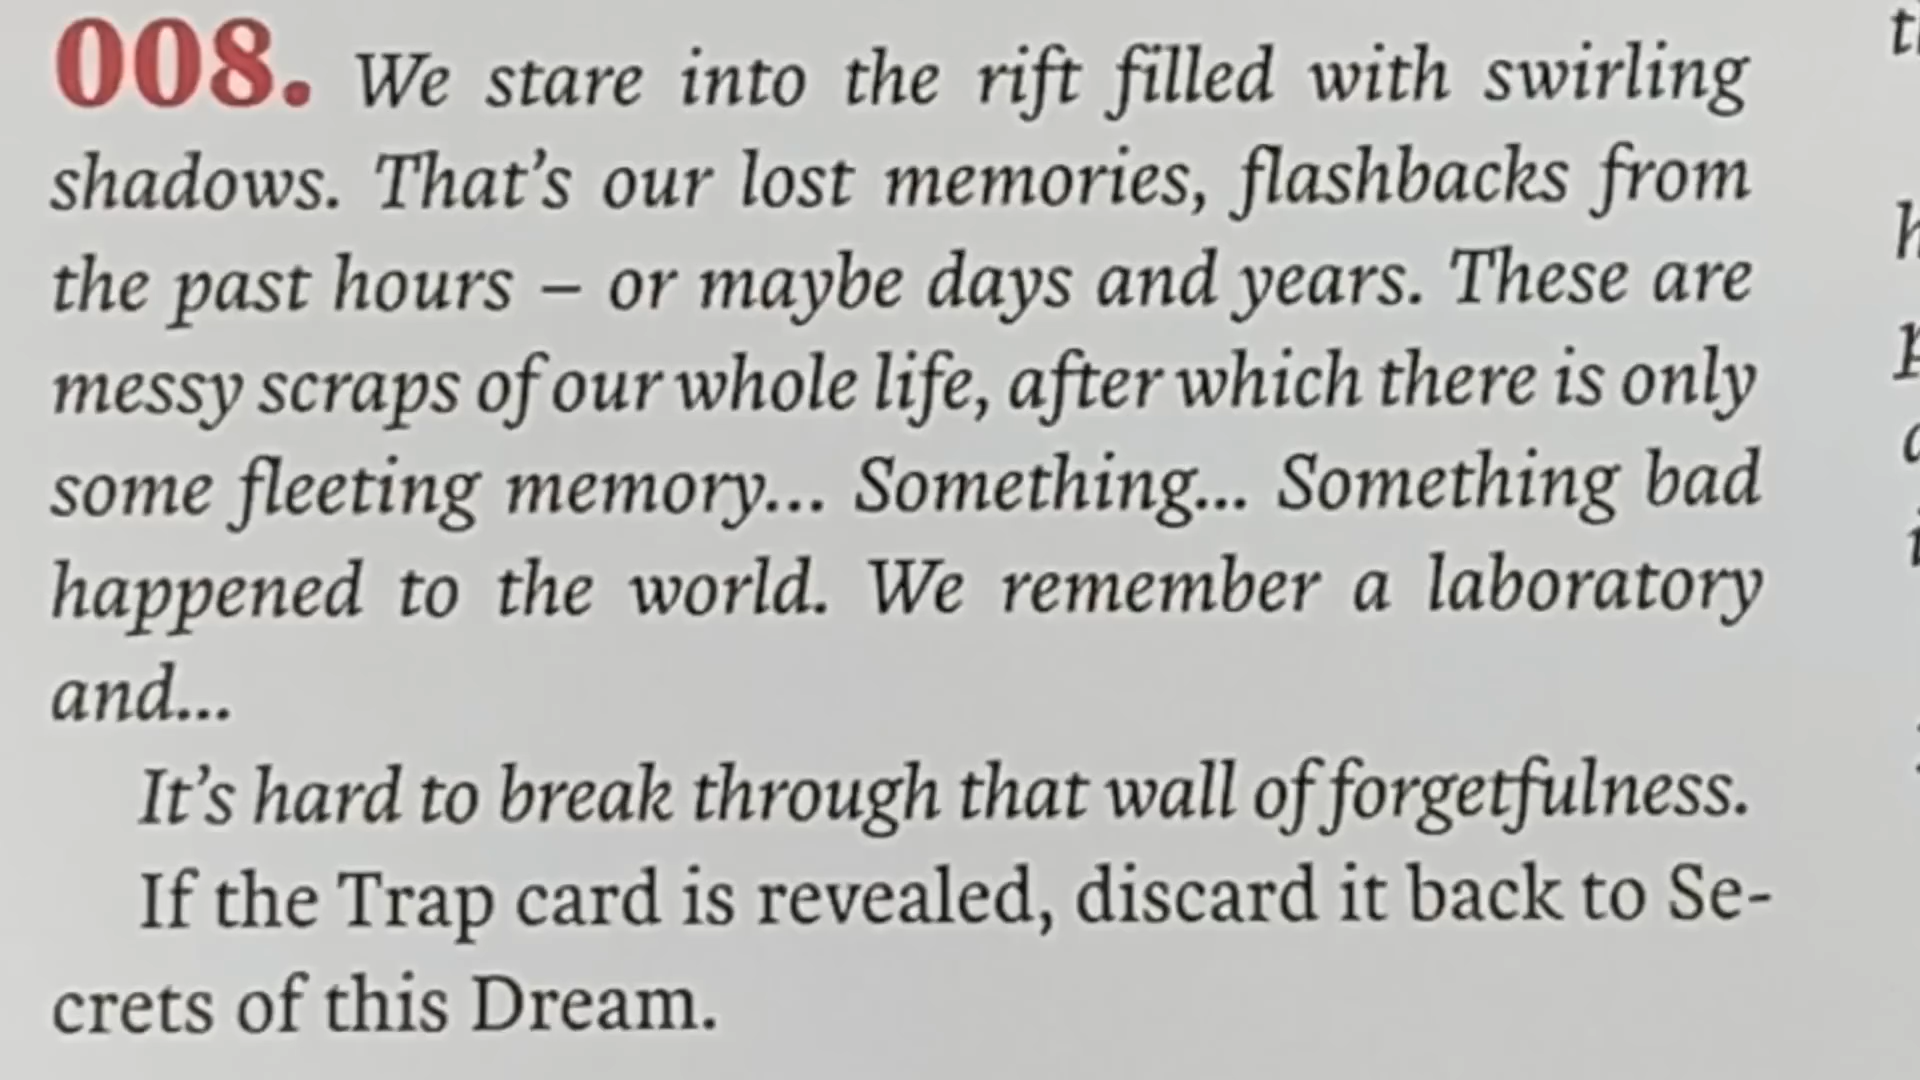 008. We stare into the rift filled with swirling
shadows. That's our lost memories, flashbacks from
the past hours – or maybe days and years. These are
messy scraps of our whole life, after which there is only
some fleeting memory... Something... Something bad
happened to the world. We remember a laboratory
and...
It's hard to break through that wall of forgetfulness.
If the Trap card is revealed, discard it back to Se-
crets of this Dream.